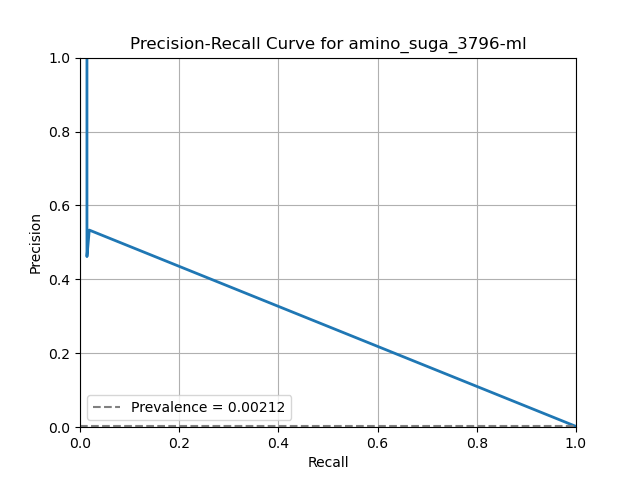 Precision-Recall Curve for amino_suga_3796-ml
1.0
0.8
0.6
0.4
0.2
0.0
Precision
Prevalence = 0.00212
0.0 0.2 0.4 0.6 0.8 1.0
Recall